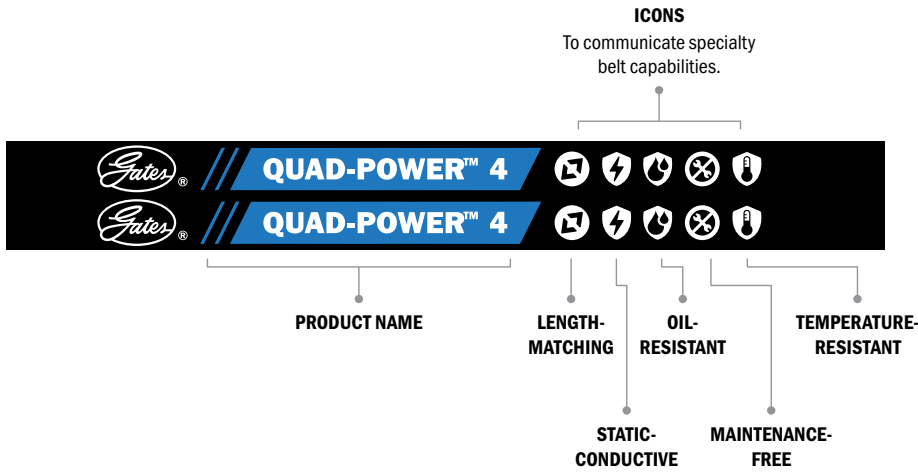 ICONS
To communicate specialty
belt capabilities.
Gates® QUAD-POWER™ 4
Gates® QUAD-POWER™ 4
PRODUCT NAME
LENGTH-
MATCHING
OIL-
RESISTANT
TEMPERATURE-
RESISTANT
STATIC-
CONDUCTIVE
MAINTENANCE-
FREE